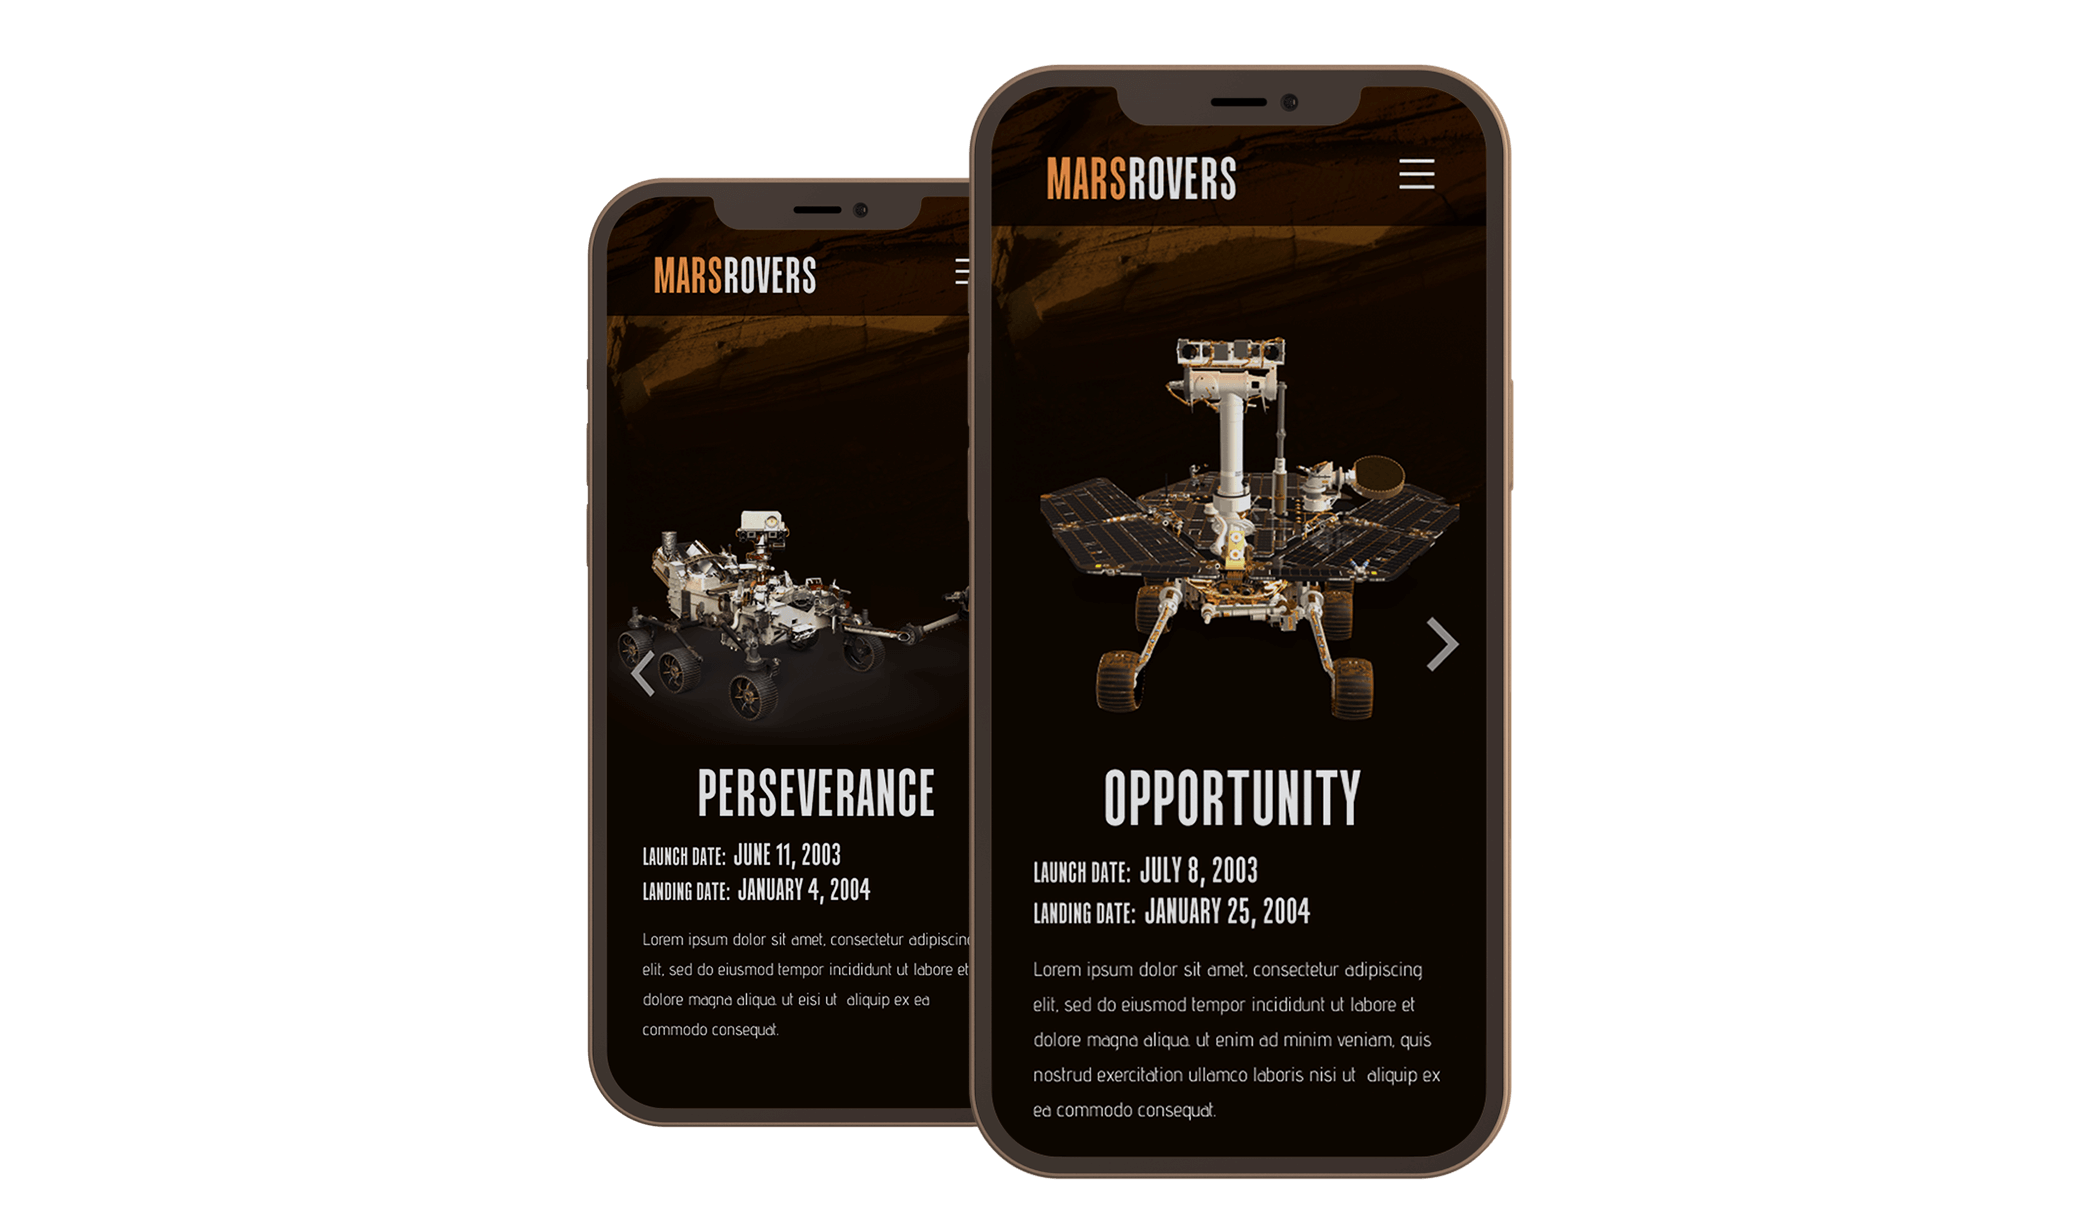 MARSROVERS
PERSEVERANCE
LAUNCH DATE: JUNE 11, 2003
LANDING DATE: JANUARY 4, 2004
Lorem ipsum dolor sit amet, consectetur adipiscing
elit, sed do eiusmod tempor incididunt ut labore et
dolore magna aliqua. ut eisi ut aliquip ex ea
commodo consequat.
MARSROVERS
OPPORTUNITY
LAUNCH DATE: JULY 8, 2003
LANDING DATE: JANUARY 25, 2004
Lorem ipsum dolor sit amet, consectetur adipiscing
elit, sed do eiusmod tempor incididunt ut labore et
dolore magna aliqua. ut enim ad minim veniam, quis
nostrud exercitation ullamco laboris nisi ut aliquip ex
ea commodo consequat.